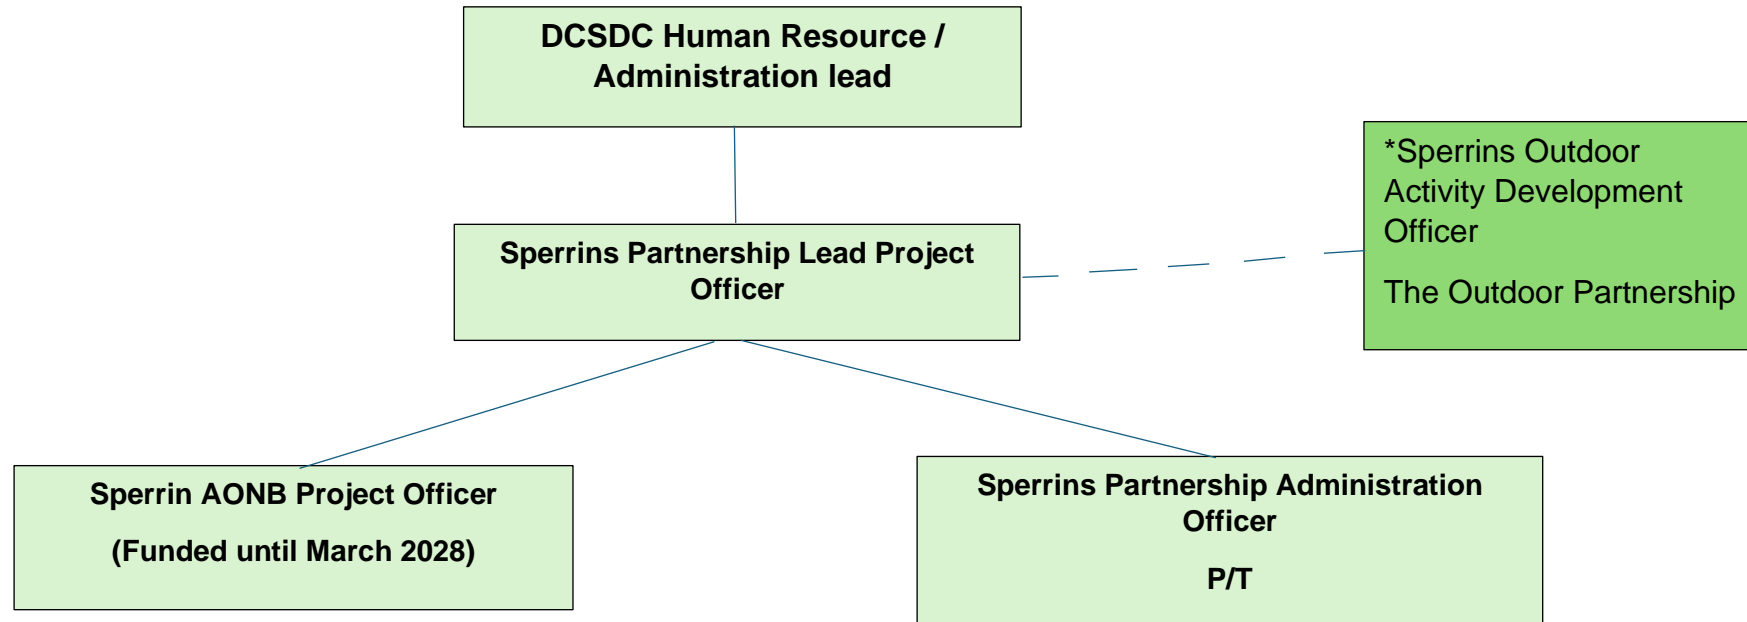 DCSDC Human Resource /
Administration lead
*Sperrins Outdoor
Activity Development
Officer
The Outdoor Partnership
Sperrins Partnership Lead Project
Officer
Sperrin AONB Project Officer
(Funded until March 2028)
Sperrins Partnership Administration
Officer
P/T